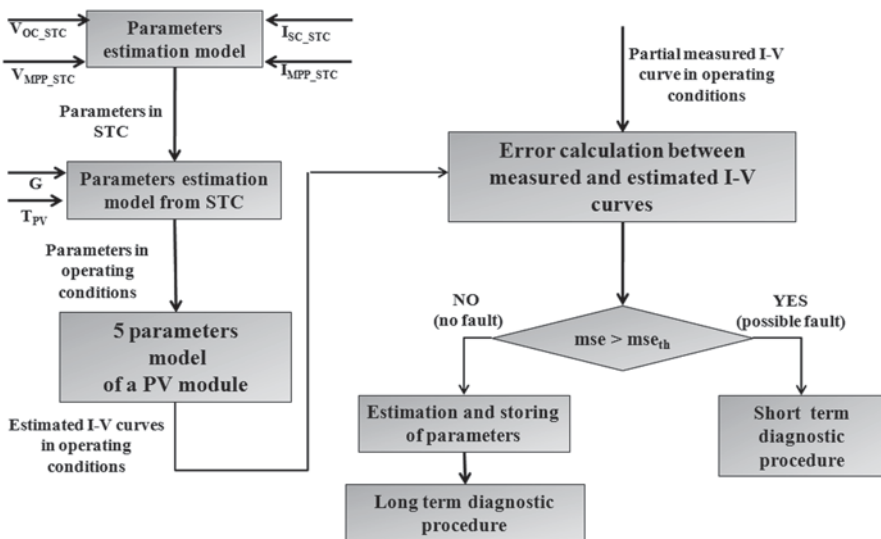 V_OC_STC
Parameters
estimation model
I_SC_STC
V_MPP_STC
I_MPP_STC
Parameters in
STC
G
T_PV
Parameters estimation
model from STC
Parameters in
operating
conditions
5 parameters
model
of a PV module
Estimated I-V curves
in operating
conditions
Partial measured I-V
curve in operating
conditions
Error calculation between
measured and estimated I-V
curves
NO
(no fault)
mse > mse_th
YES
(possible fault)
Estimation and storing
of parameters
Long term diagnostic
procedure
Short term
diagnostic
procedure